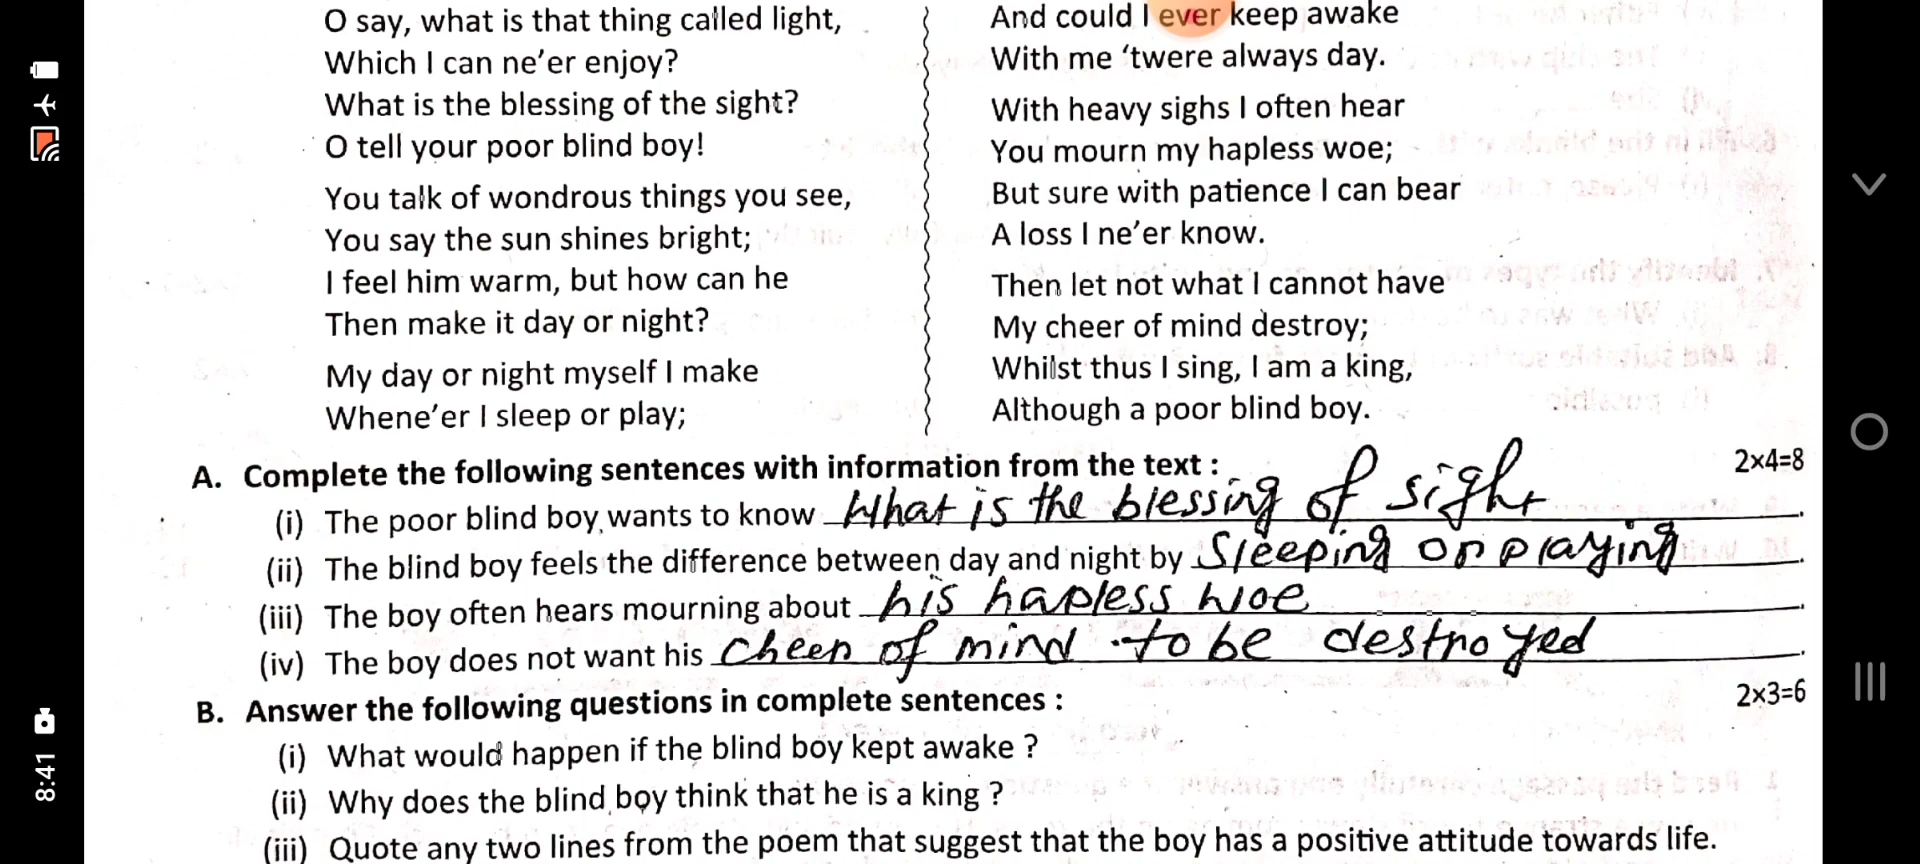 O say, what is that thing called light,
Which I can ne'er enjoy?
What is the blessing of the sight?
O tell your poor blind boy!
You talk of wondrous things you see,
You say the sun shines bright;
I feel him warm, but how can he
Then make it day or night?
My day or night myself I make
Whene'er I sleep or play;
And could I ever keep awake
With me 'twere always day.
With heavy sighs I often hear
You mourn my hapless woe;
But sure with patience I can bear
A loss I ne'er know.
Then let not what I cannot have
My cheer of mind destroy;
Whilst thus I sing, I am a king,
Although a poor blind boy.
A. Complete the following sentences with information from the text : 2x4=8
(i) The poor blind boy wants to know What is the blessing of sight.
(ii) The blind boy feels the difference between day and night by Sleeping or playing.
(iii) The boy often hears mourning about his hapless woe.
(iv) The boy does not want his cheer of mind to be destroyed.
B. Answer the following questions in complete sentences : 2x3=6
(i) What would happen if the blind boy kept awake ?
(ii) Why does the blind boy think that he is a king ?
(iii) Quote any two lines from the poem that suggest that the boy has a positive attitude towards life.
8:41